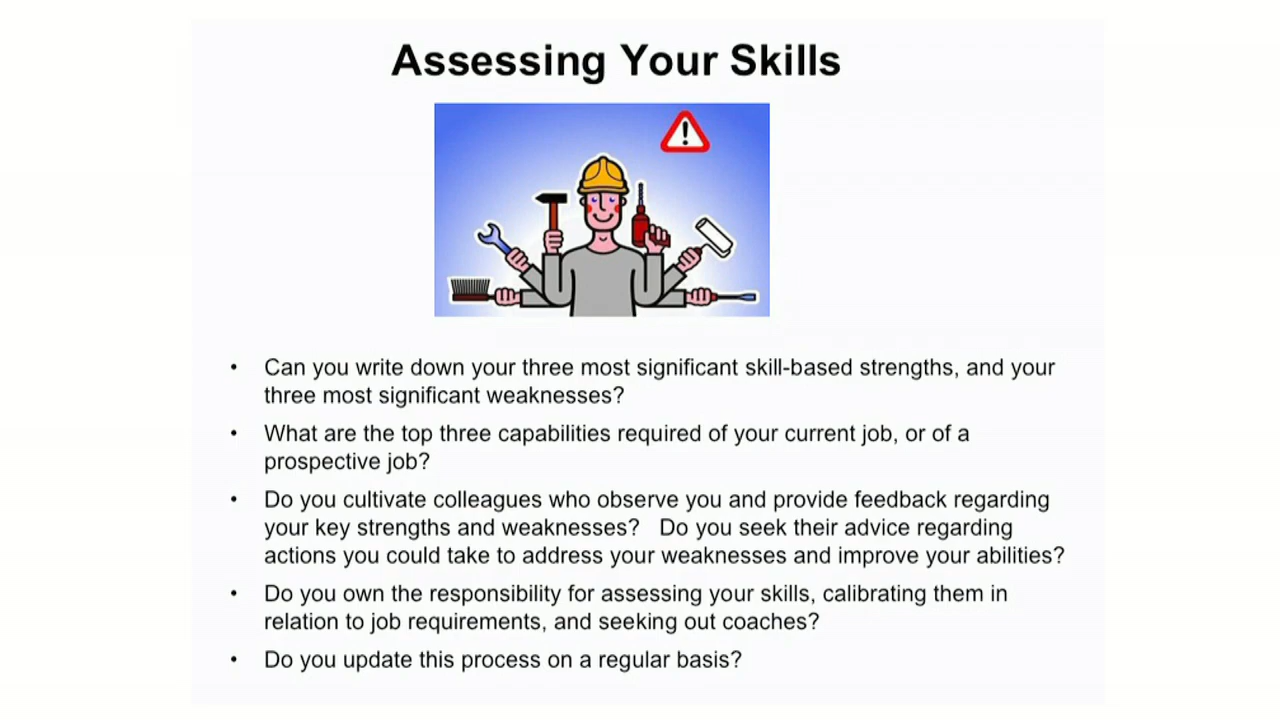 Assessing Your Skills
!
• Can you write down your three most significant skill-based strengths, and your
three most significant weaknesses?
• What are the top three capabilities required of your current job, or of a
prospective job?
• Do you cultivate colleagues who observe you and provide feedback regarding
your key strengths and weaknesses?   Do you seek their advice regarding
actions you could take to address your weaknesses and improve your abilities?
• Do you own the responsibility for assessing your skills, calibrating them in
relation to job requirements, and seeking out coaches?
• Do you update this process on a regular basis?